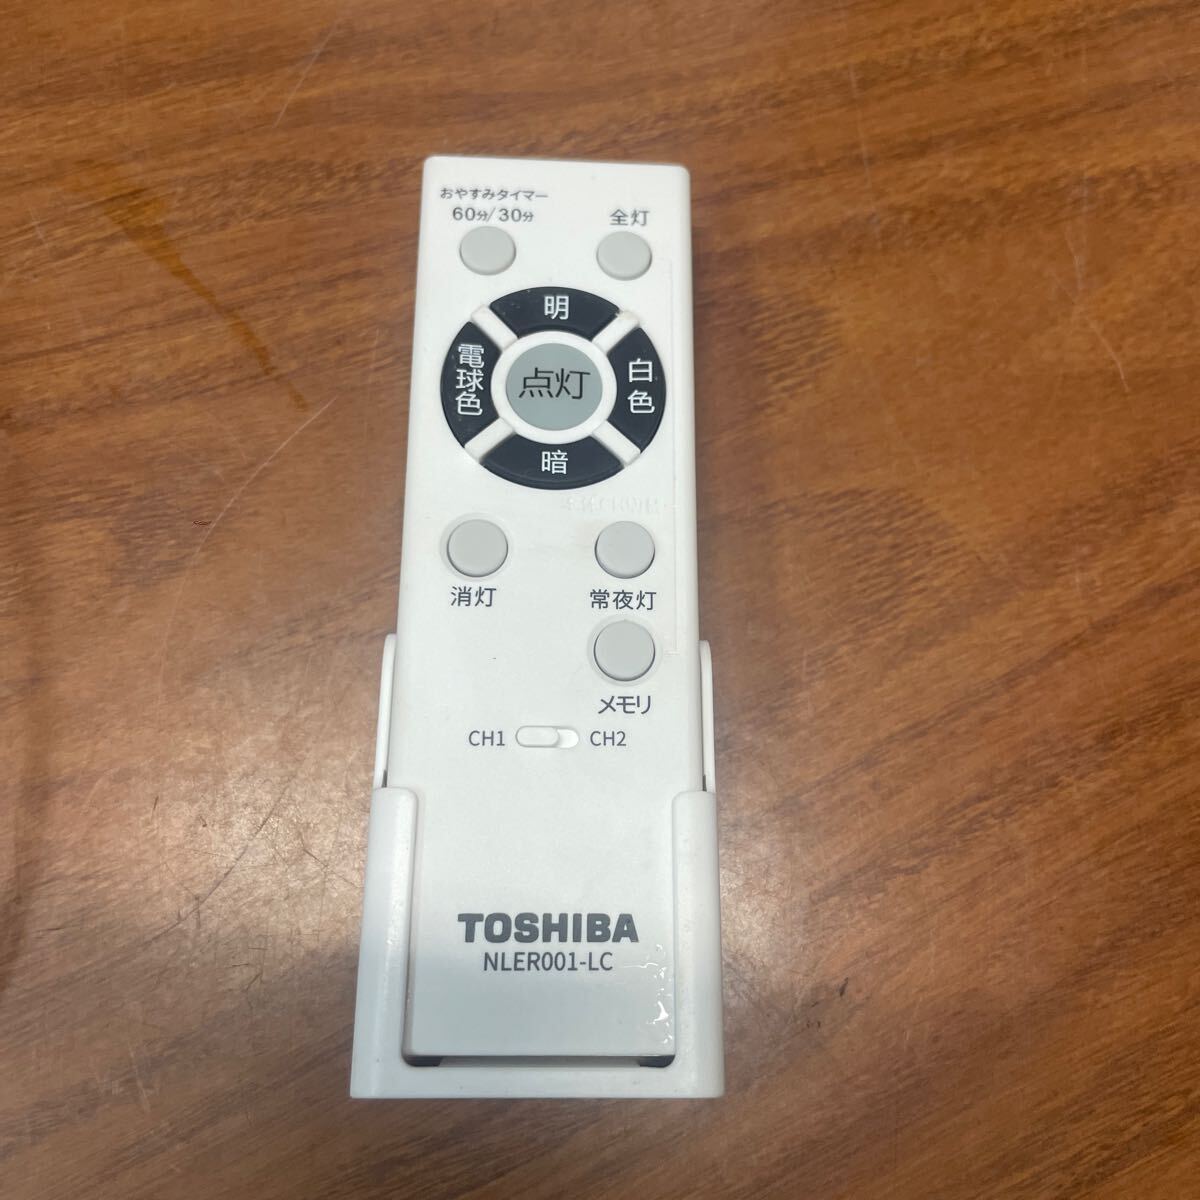 おやすみタイマー
60分/30分
全灯
明
電球色
点灯
白色
暗
消灯
常夜灯
メモリ
CH1
CH2
TOSHIBA
NLER001-LC